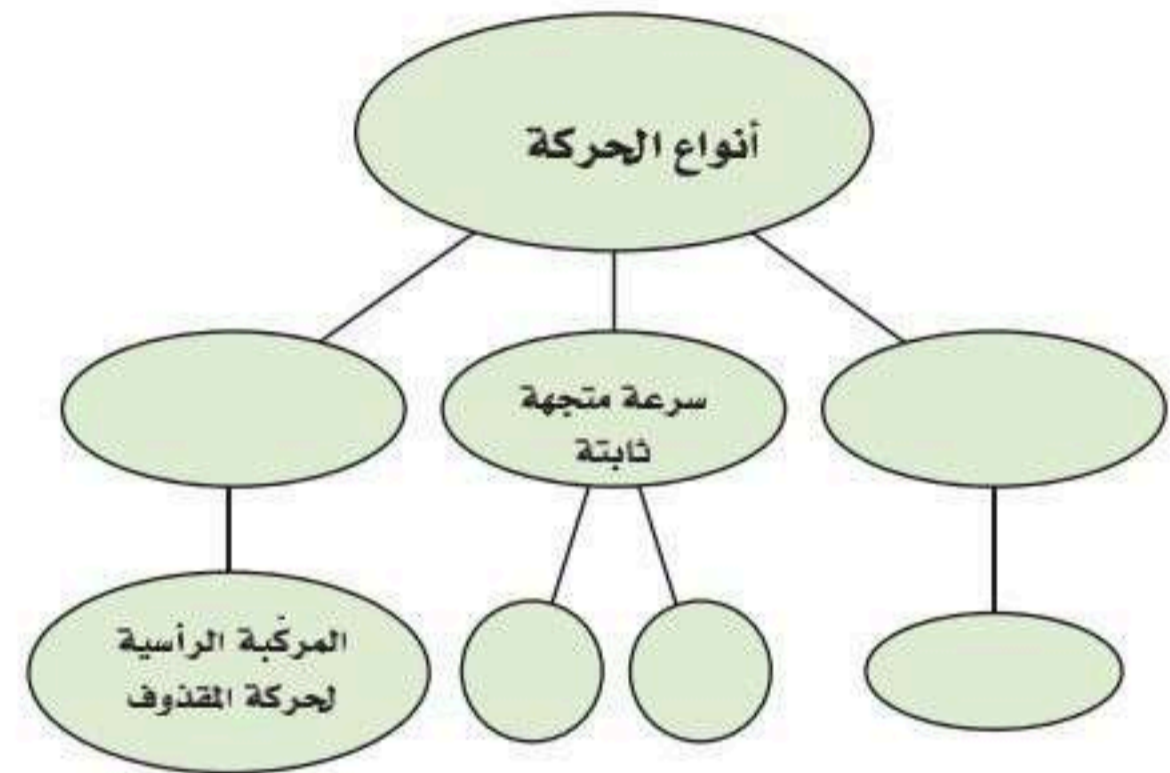 أنواع الحركة
سرعة متجهة
ثابتة
المركّبة الرأسية
لحركة المقذوف